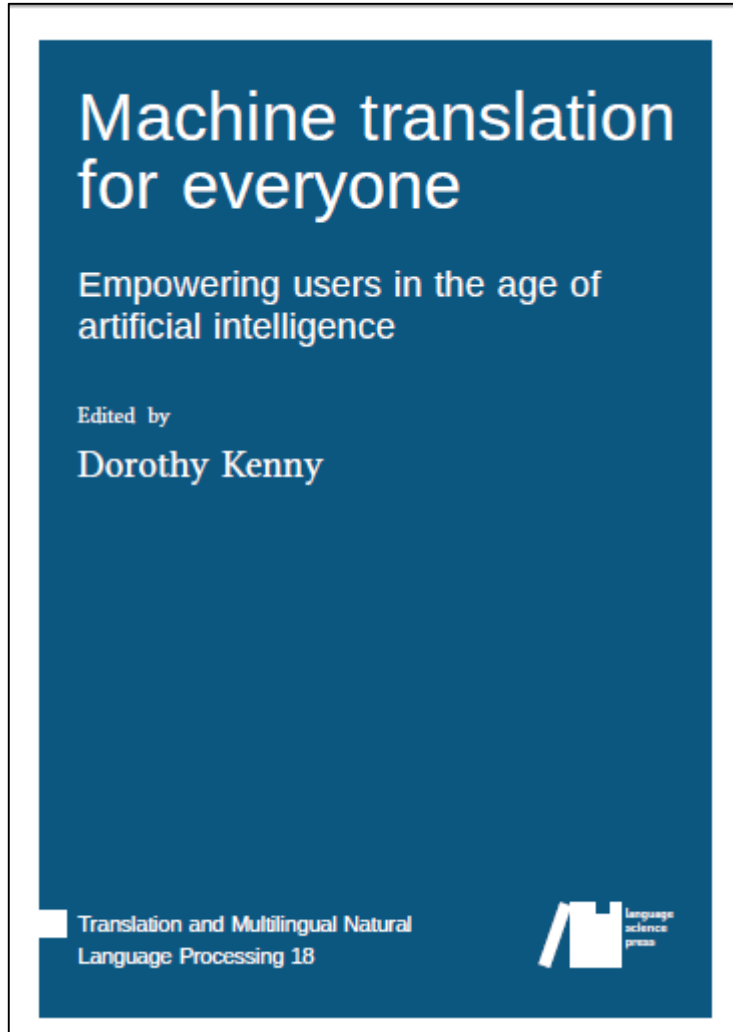 Machine translation
for everyone
Empowering users in the age of
artificial intelligence
Edited by
Dorothy Kenny
Translation and Multilingual Natural
Language Processing 18
language
science
press